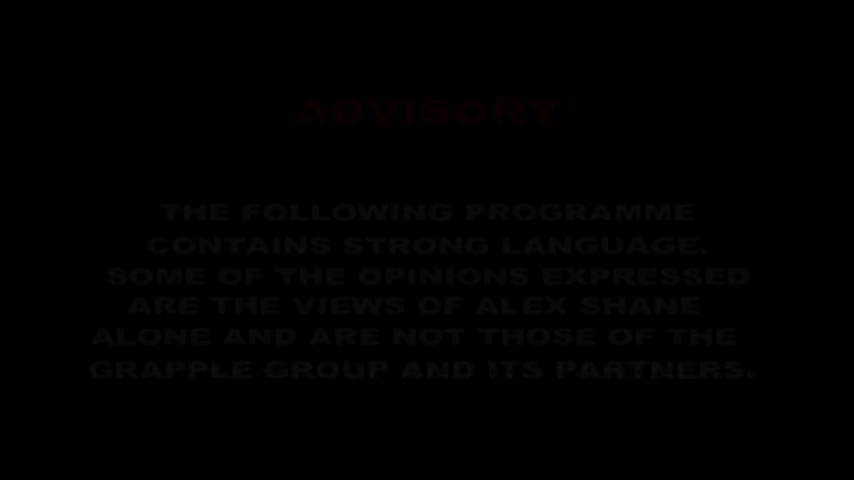 ADVISORY
THE FOLLOWING PROGRAMME
CONTAINS STRONG LANGUAGE.
SOME OF THE OPINIONS EXPRESSED
ARE THE VIEWS OF ALEX SHANE
ALONE AND ARE NOT THOSE OF THE
GRAPPLE GROUP AND ITS PARTNERS.